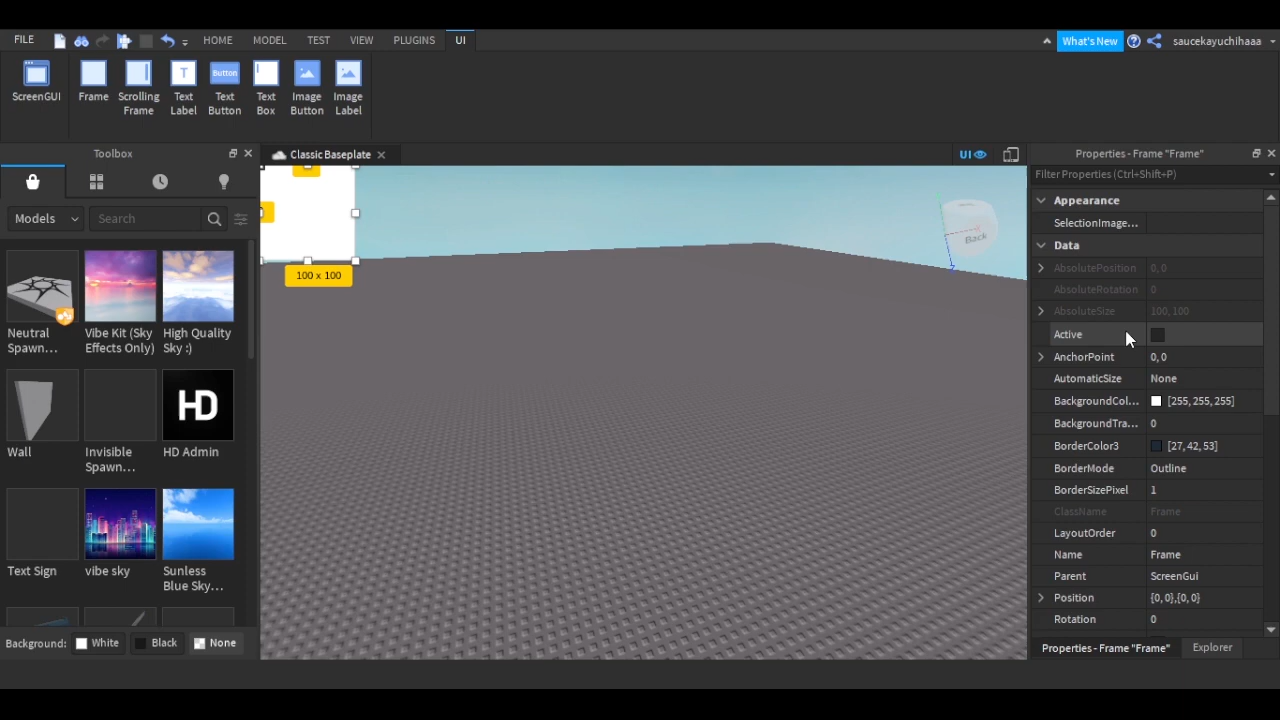 FILE
HOME
MODEL
TEST
VIEW
PLUGINS
UI
What's New
saucekayuchihaaa
ScreenGUI
Frame
Scrolling
Frame
Text
Label
Text
Button
Text
Box
Image
Button
Image
Label
T
Button
Toolbox
Models
Search
Neutral
Spawn...
Vibe Kit (Sky
Effects Only)
High Quality
Sky :)
Wall
Invisible
Spawn...
HD
HD Admin
Text Sign
vibe sky
Sunless
Blue Sky...
Background:
White
Black
None
Classic Baseplate
UI
100 x 100
Back
Properties - Frame "Frame"
Filter Properties (Ctrl+Shift+P)
Appearance
SelectionImage...
Data
AbsolutePosition 0, 0
AbsoluteRotation 0
AbsoluteSize 100, 100
Active
AnchorPoint 0, 0
AutomaticSize None
BackgroundCol... [255, 255, 255]
BackgroundTra... 0
BorderColor3 [27, 42, 53]
BorderMode Outline
BorderSizePixel 1
ClassName Frame
LayoutOrder 0
Name Frame
Parent ScreenGui
Position {0, 0},{0, 0}
Rotation 0
Properties - Frame "Frame"
Explorer